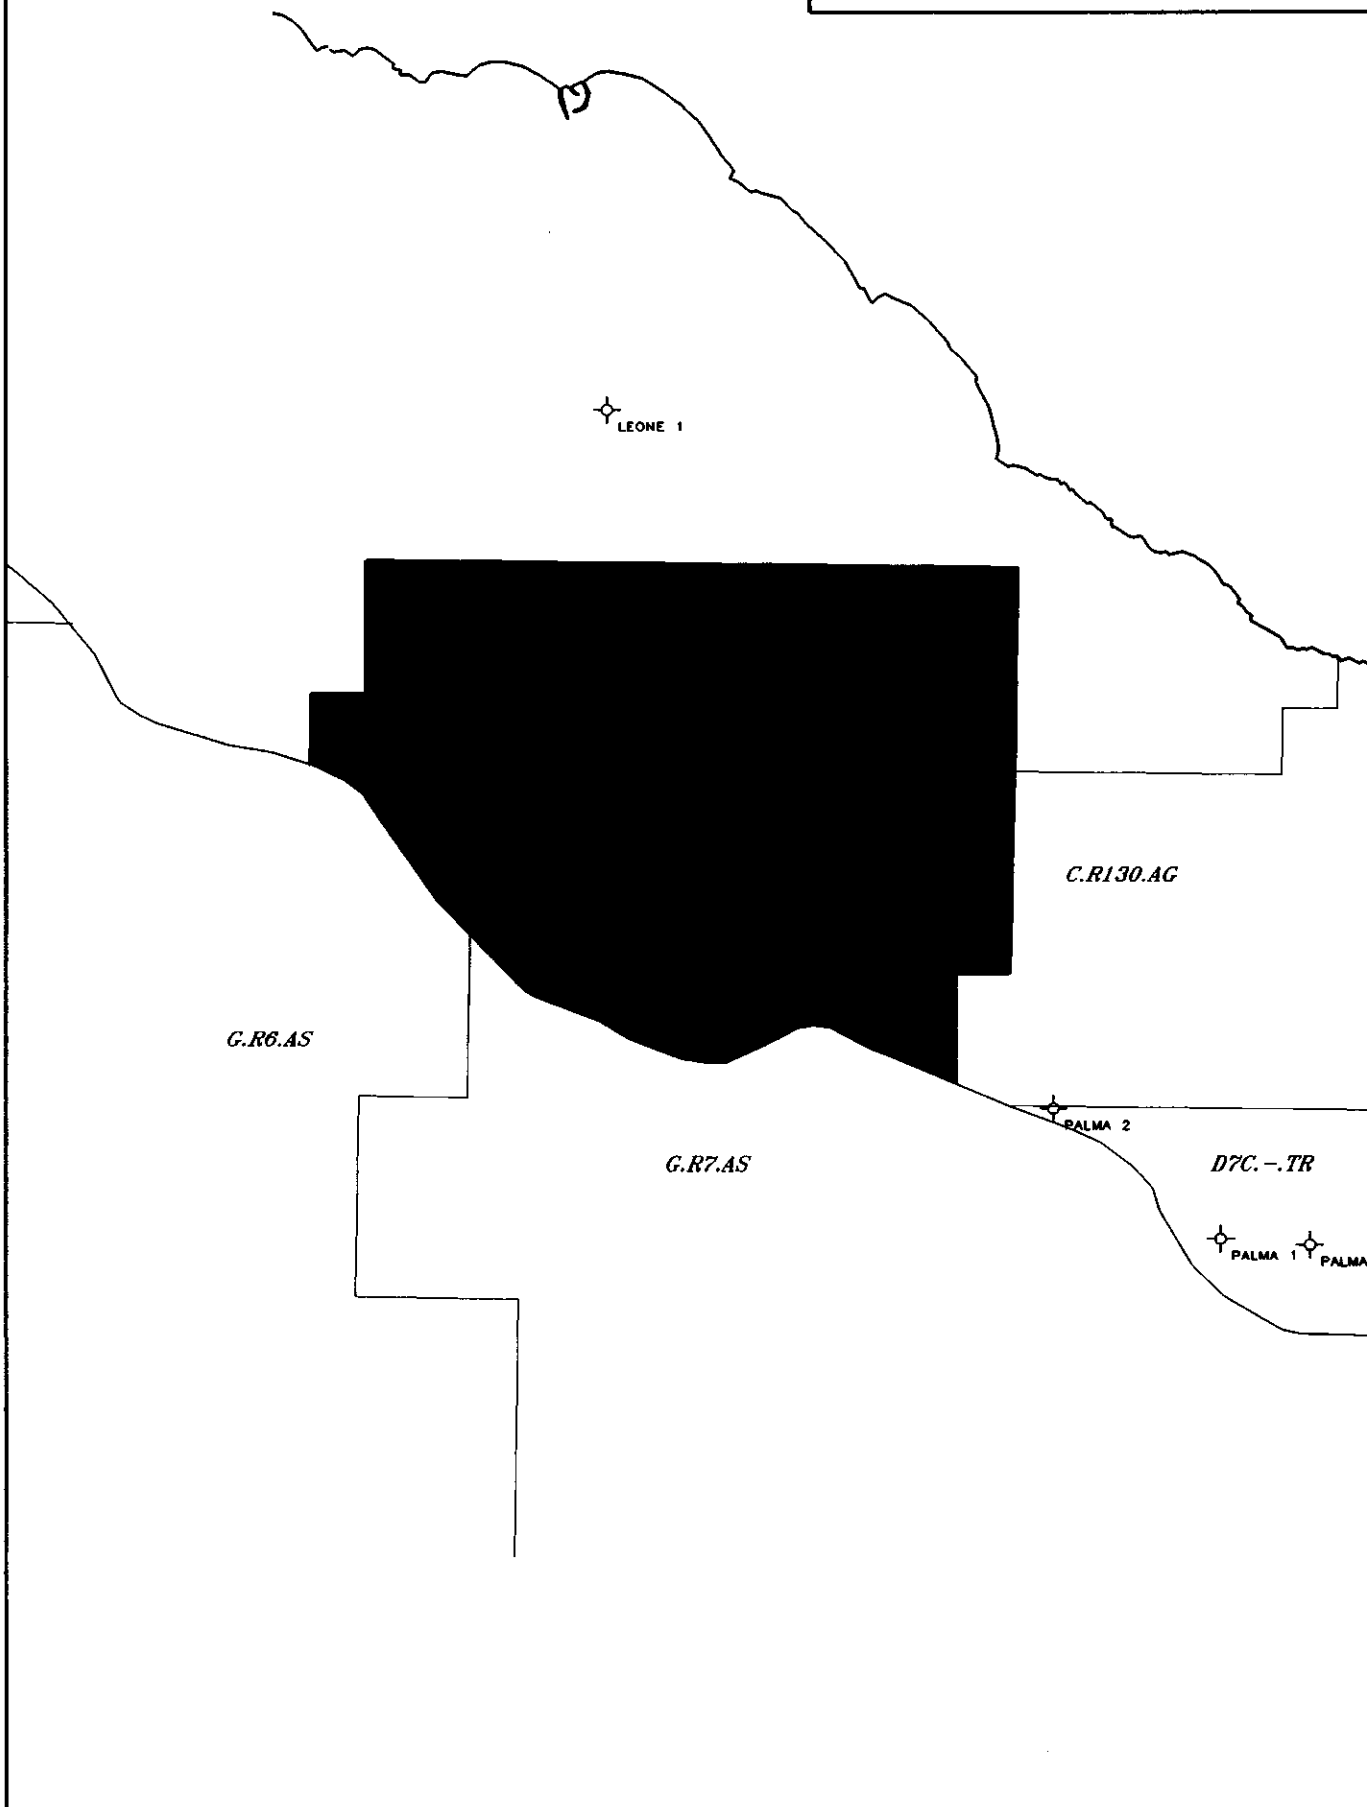 LEONE 1
C.R130.AG
G.R6.AS
PALMA 2
G.R7.AS
D7C.-.TR
PALMA 1
PALMA